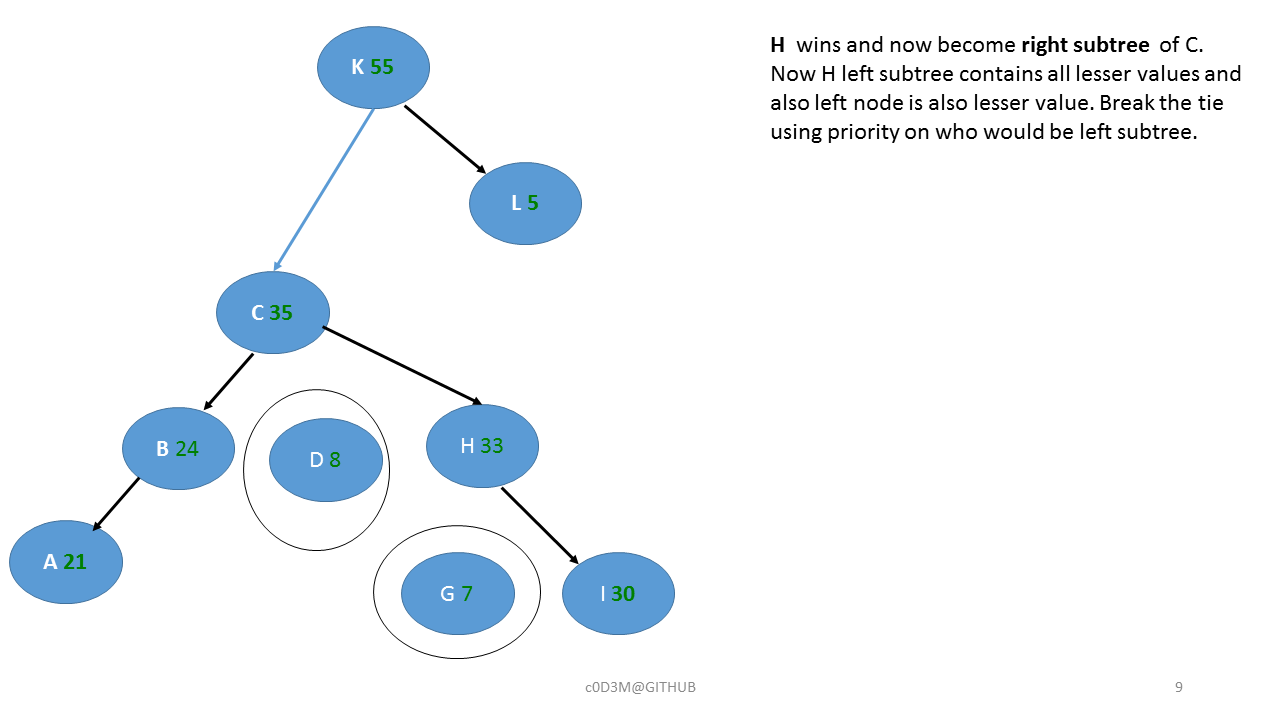 K 55
H wins and now become right subtree of C.
Now H left subtree contains all lesser values and
also left node is also lesser value. Break the tie
using priority on who would be left subtree.
L 5
C 35
B 24
D 8
H 33
A 21
G 7
I 30
c0D3M@GITHUB
9